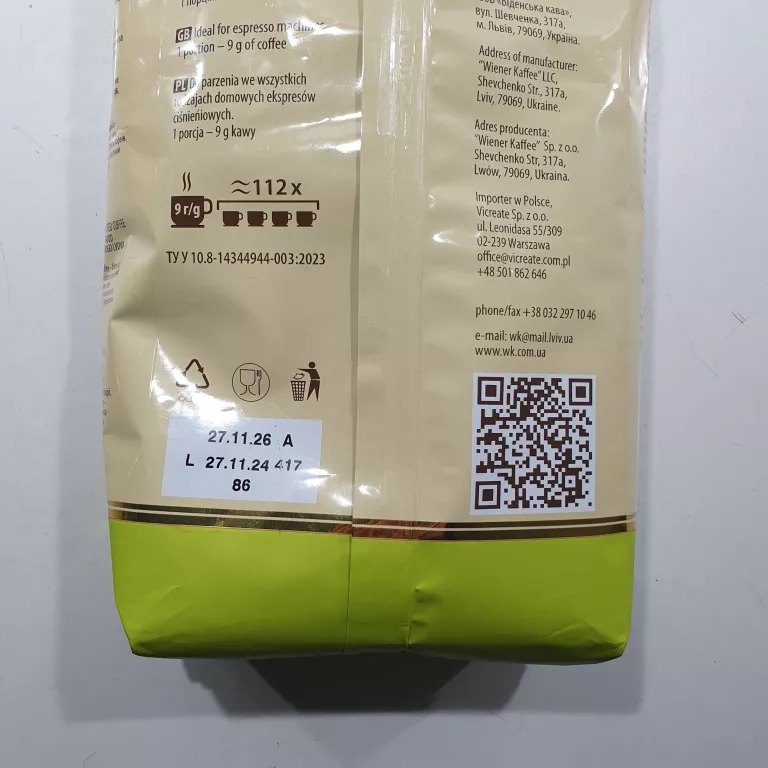 GB Ideal for espresso machines.
1 portion – 9 g of coffee
PL Do parzenia we wszystkich
rodzajach domowych ekspresów
ciśnieńiowych.
1 porcja – 9 g kawy
9 г/g
≈112 x
ТУ У 10.8-14344944-003:2023
27.11.26 A
L 27.11.24 417
86
"Віденська кава",
вул. Шевченка, 317а,
м. Львів, 79069, Україна.
Address of manufacturer:
"Wiener Kaffee" LLC,
Shevchenko Str., 317a,
Lviv, 79069, Ukraine.
Adres producenta:
"Wiener Kaffee" Sp. z o.o.
Shevchenko Str, 317a,
Lwów, 79069, Ukraina.
Importer w Polsce,
Vicreate Sp. z o.o.
ul. Leonidasa 55/309
02-239 Warszawa
office@vicreate.com.pl
+48 501 862 646
phone/fax +38 032 297 10 46
e-mail: wk@mail.lviv.ua
www.wk.com.ua